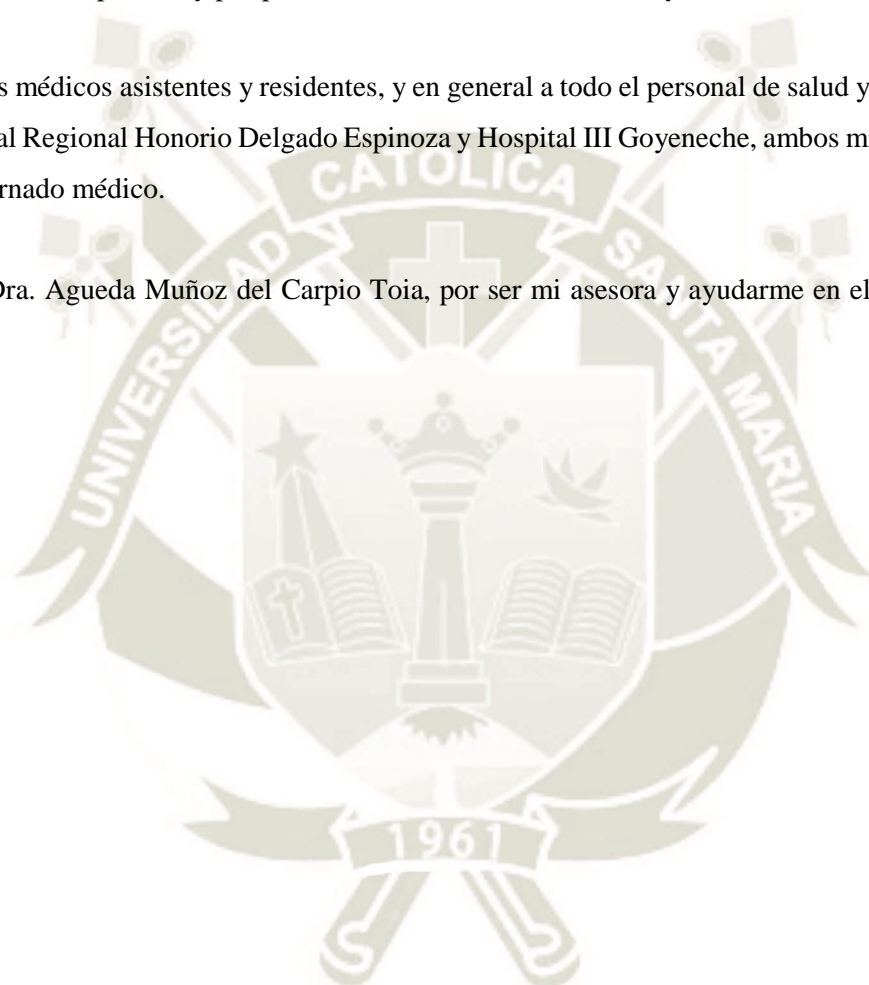 s médicos asistentes y residentes, y en general a todo el personal de salud y
al Regional Honorio Delgado Espinoza y Hospital III Goyeneche, ambos m
rnado médico.
Dra. Agueda Muñoz del Carpio Toia, por ser mi asesora y ayudarme en el
UNIVERSIDAD CATOLICA SANTA MARIA
1961